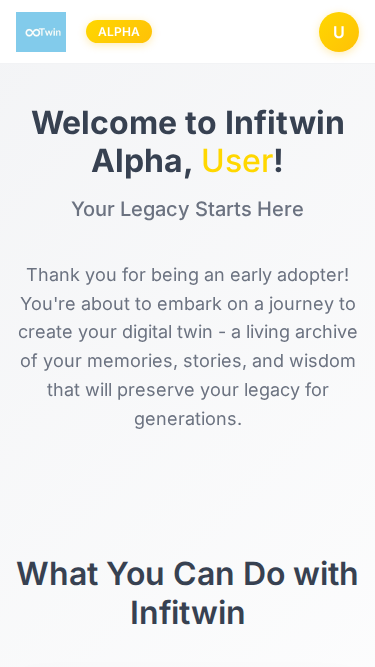 ∞Twin
ALPHA
U
Welcome to Infitwin
Alpha, User!
Your Legacy Starts Here
Thank you for being an early adopter!
You're about to embark on a journey to
create your digital twin - a living archive
of your memories, stories, and wisdom
that will preserve your legacy for
generations.
What You Can Do with
Infitwin